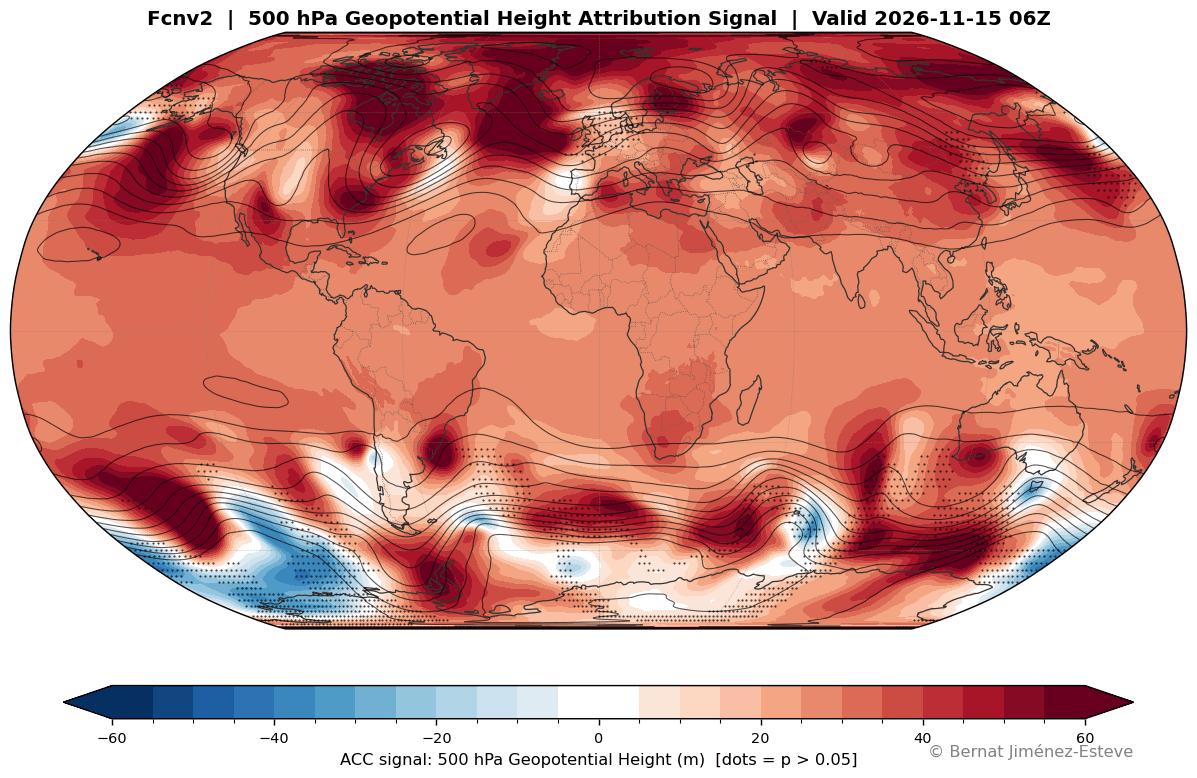 Fcnv2 | 500 hPa Geopotential Height Attribution Signal | Valid 2026-11-15 06Z
−60 −40 −20 0 20 40 60
ACC signal: 500 hPa Geopotential Height (m) [dots = p > 0.05]
© Bernat Jiménez-Esteve